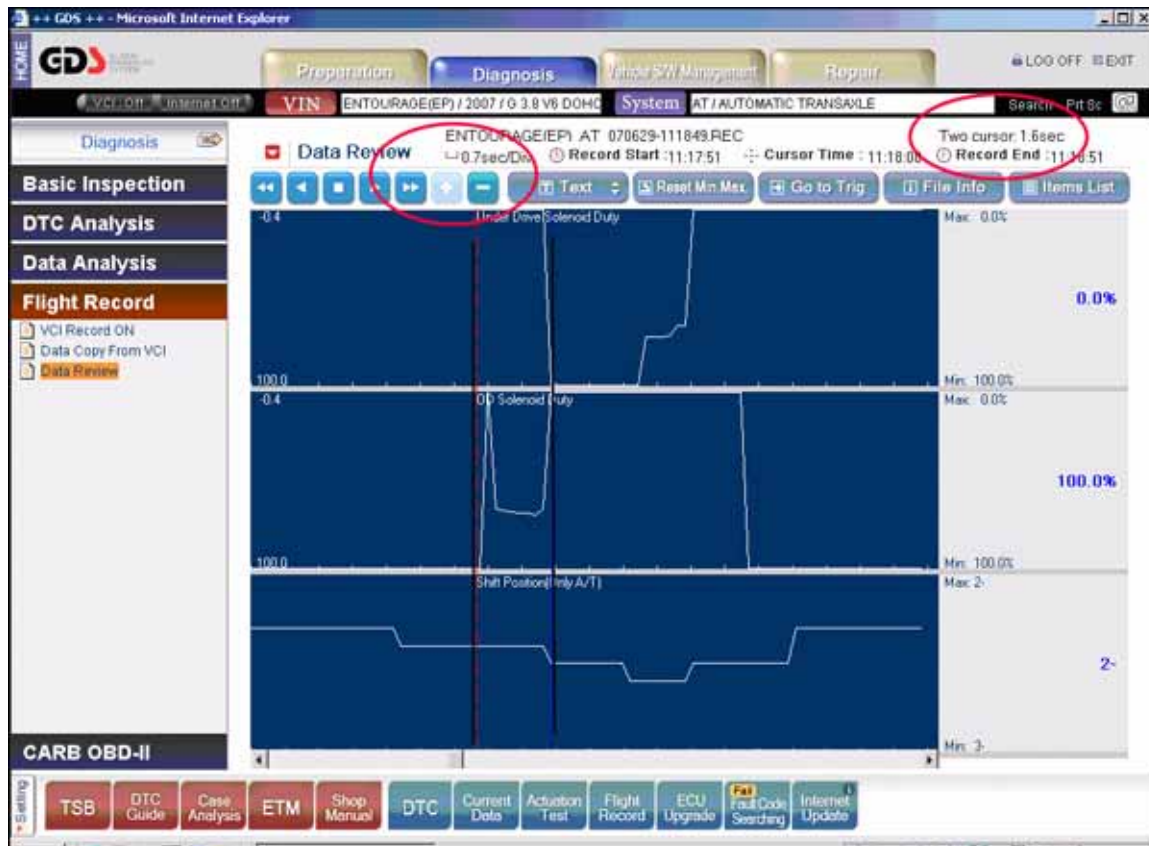 ++ GDS ++ - Microsoft Internet Explorer
HOME
GDS
Preparation
Diagnosis
Vehicle S/W Management
Repair
LOG OFF EXIT
VCI Off Internet Off
VIN ENTOURAGE(EP) / 2007 / G 3.8 V6 DOHC System AT / AUTOMATIC TRANSAXLE Search Prt Sc
Diagnosis
Basic Inspection
DTC Analysis
Data Analysis
Flight Record
VCI Record ON
Data Copy From VCI
Data Review
CARB OBD-II
ENTOURAGE(EP) AT 070629-111849.REC Two cursor:1.6sec
Data Review 0.7sec/Div Record Start :11:17:51 Cursor Time : Record End
Text Reset Min.Max. Go to Trig File Info Items List
-0.4 Under Drive Solenoid Duty Max: 0.0%
0.0%
100.0 Min: 100.0%
-0.4 OD Solenoid Duty Max: 0.0%
100.0%
100.0 Min: 100.0%
Shift Position(Only A/T) Max: 2-
2-
Min: 3-
Setting
TSB
DTC Guide
Case Analysis
ETM
Shop Manual
DTC
Current Data
Actuation Test
Flight Record
ECU Upgrade
Fail
Fault Code Searching
Internet Update